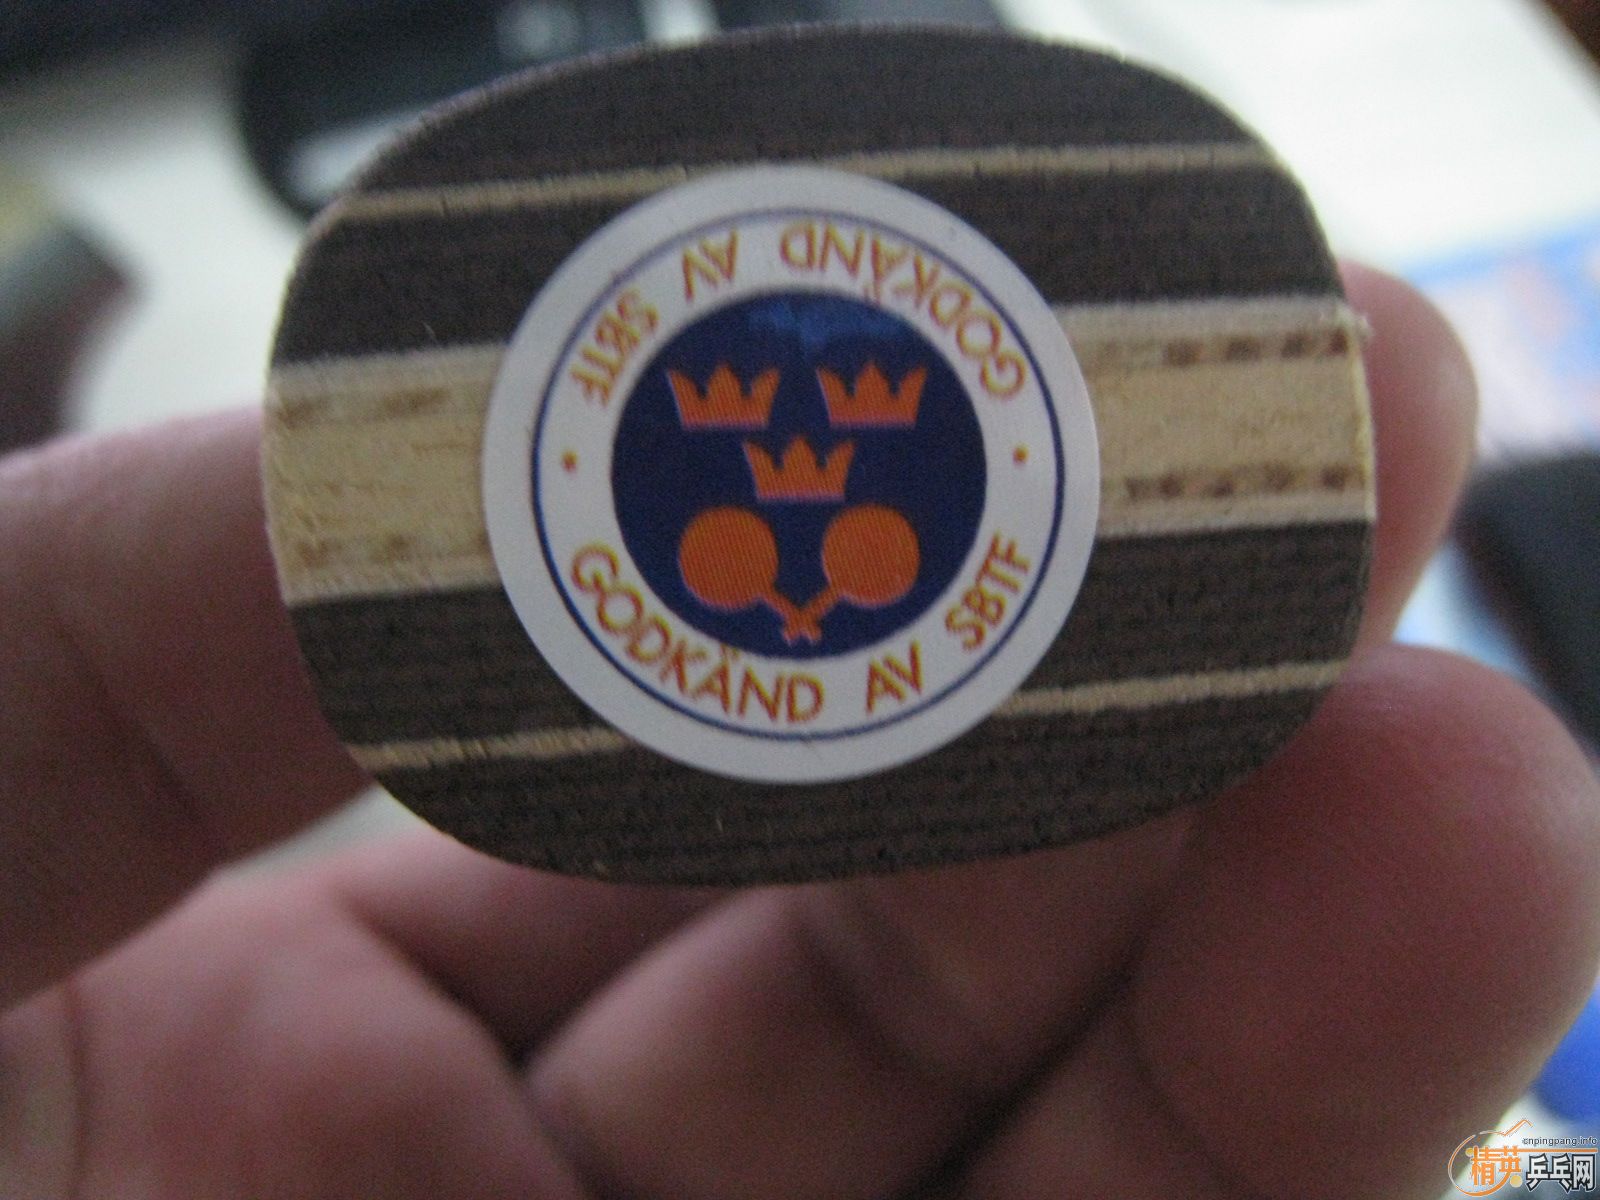 GODKÄND AV SBTF
GODKÄND AV SBTF
cnpingpang.info
精英乒乓网